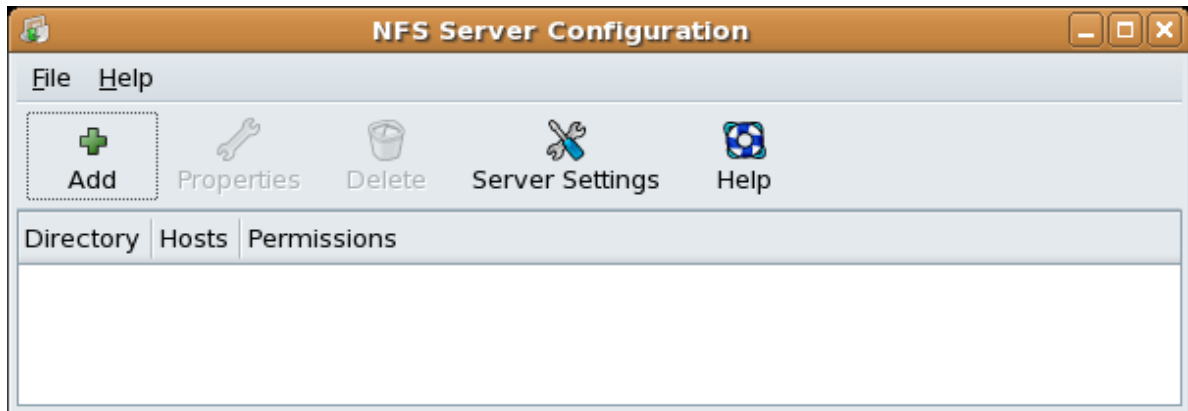 NFS Server Configuration
File Help
Add Properties Delete Server Settings Help
Directory Hosts Permissions